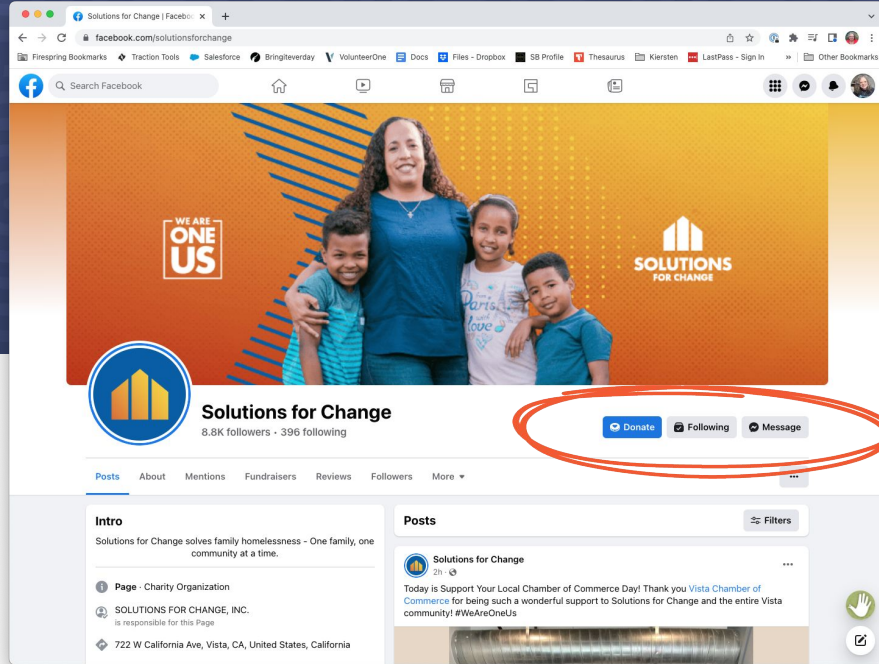 Solutions for Change | Facebo
facebook.com/solutionsforchange
Firespring Bookmarks Traction Tools Salesforce Bringiteverday VolunteerOne Docs Files - Dropbox SB Profile Thesaurus Kiersten LastPass - Sign In » Other Bookmarks
Search Facebook
WE ARE
ONE
US
SOLUTIONS
FOR CHANGE
Paris
love
Solutions for Change
8.8K followers • 396 following
Donate Following Message
Posts About Mentions Fundraisers Reviews Followers More
Intro
Solutions for Change solves family homelessness - One family, one
community at a time.
Page · Charity Organization
SOLUTIONS FOR CHANGE, INC.
is responsible for this Page
722 W California Ave, Vista, CA, United States, California
Posts
Filters
Solutions for Change
2h ·
Today is Support Your Local Chamber of Commerce Day! Thank you Vista Chamber of
Commerce for being such a wonderful support to Solutions for Change and the entire Vista
community! #WeAreOneUs